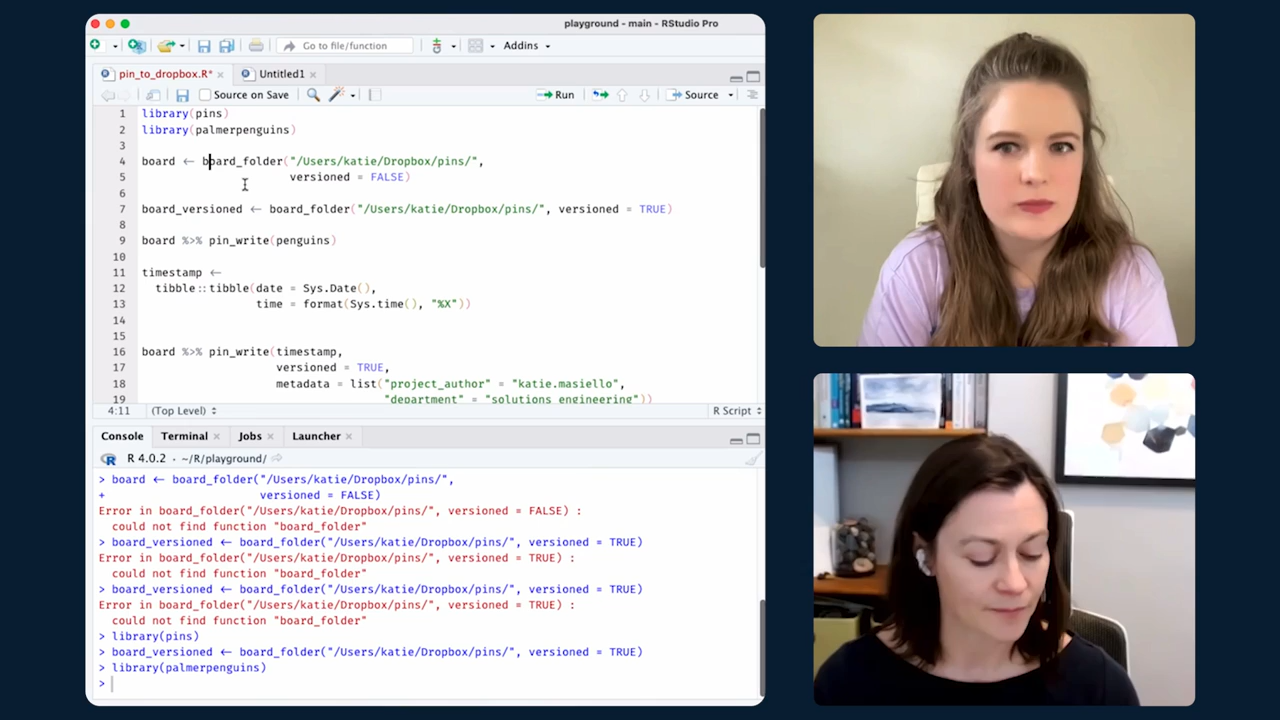 playground - main - RStudio Pro
Go to file/function
Addins
pin_to_dropbox.R*
Untitled1
Source on Save
Run
Source
1 library(pins)
2 library(palmerpenguins)
3
4 board ← board_folder("/Users/katie/Dropbox/pins/",
5 versioned = FALSE)
6
7 board_versioned ← board_folder("/Users/katie/Dropbox/pins/", versioned = TRUE)
8
9 board %>% pin_write(penguins)
10
11 timestamp ←
12 tibble::tibble(date = Sys.Date(),
13 time = format(Sys.time(), "%X"))
14
15
16 board %>% pin_write(timestamp,
17 versioned = TRUE,
18 metadata = list("project_author" = "katie.masiello",
19 "department" = "solutions engineering"))
4:11 (Top Level) R Script
Console Terminal Jobs Launcher
R 4.0.2 · ~/R/playground/
> board ← board_folder("/Users/katie/Dropbox/pins/",
+ versioned = FALSE)
Error in board_folder("/Users/katie/Dropbox/pins/", versioned = FALSE) :
could not find function "board_folder"
> board_versioned ← board_folder("/Users/katie/Dropbox/pins/", versioned = TRUE)
Error in board_folder("/Users/katie/Dropbox/pins/", versioned = TRUE) :
could not find function "board_folder"
> board_versioned ← board_folder("/Users/katie/Dropbox/pins/", versioned = TRUE)
Error in board_folder("/Users/katie/Dropbox/pins/", versioned = TRUE) :
could not find function "board_folder"
> library(pins)
> board_versioned ← board_folder("/Users/katie/Dropbox/pins/", versioned = TRUE)
> library(palmerpenguins)
>